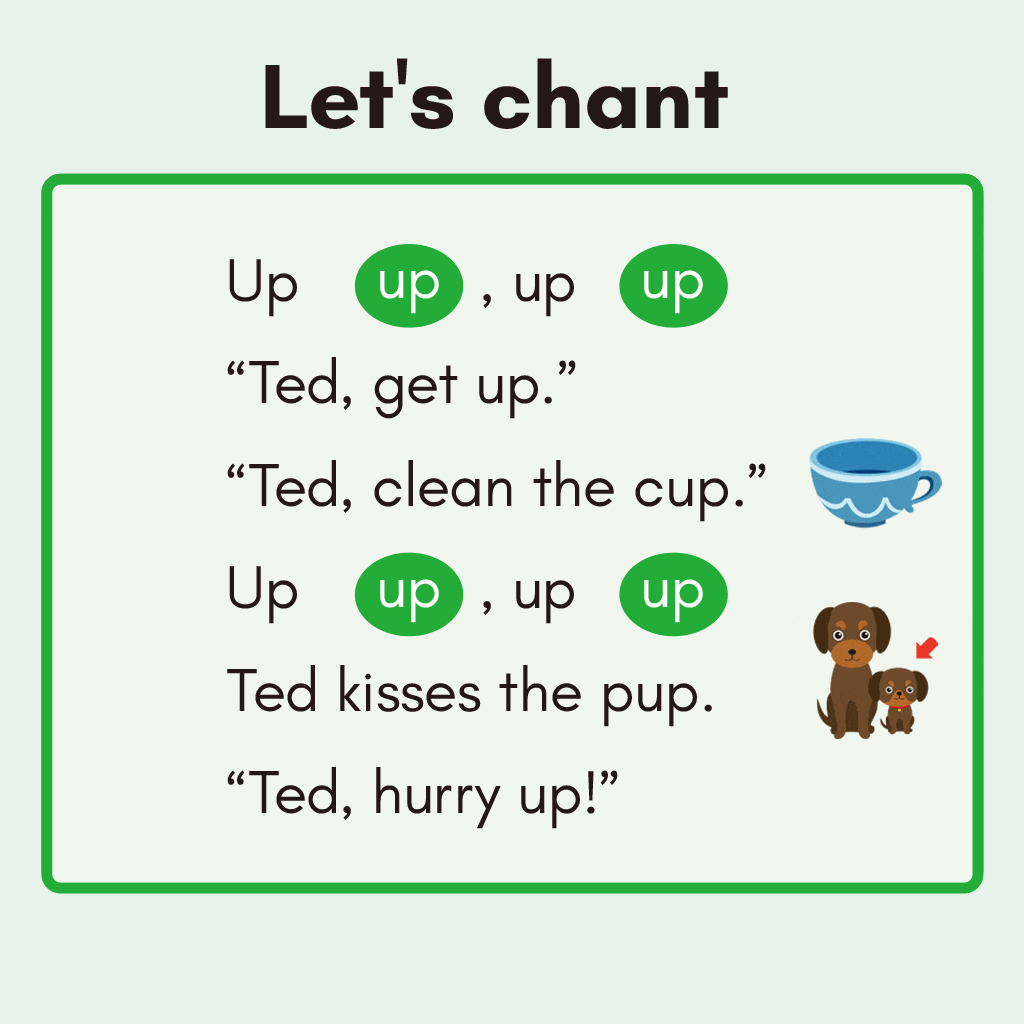 Let's chant
Up up , up up
“Ted, get up.”
“Ted, clean the cup.”
Up up , up up
Ted kisses the pup.
“Ted, hurry up!”